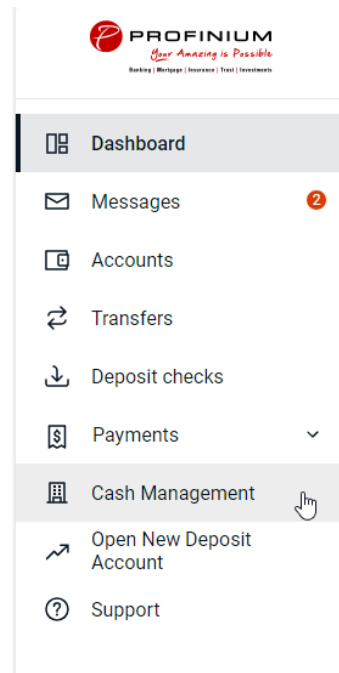 PROFINIUM
Your Amazing is Possible
Banking | Mortgage | Insurance | Trust | Investments
Dashboard
Messages 2
Accounts
Transfers
Deposit checks
Payments
Cash Management
Open New Deposit
Account
Support